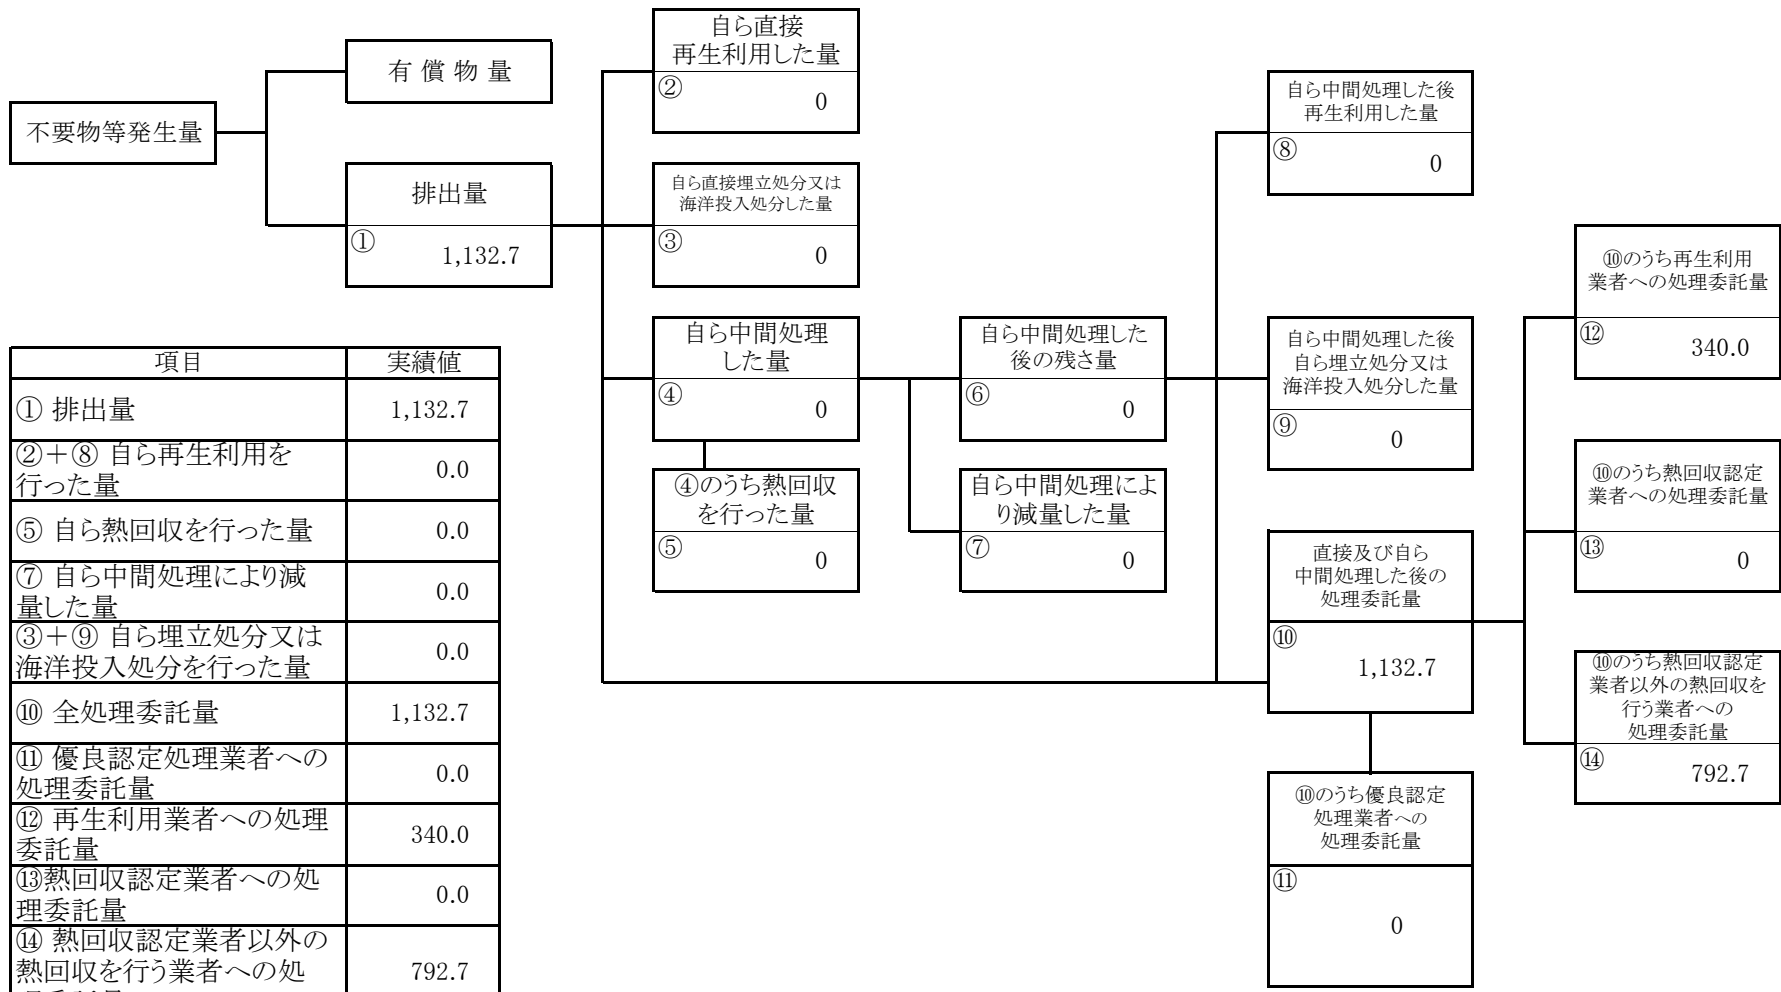 不要物等発生量
有 償 物 量
排出量
①
1,132.7
自ら直接
再生利用した量
②
0
自ら直接埋立処分又は
海洋投入処分した量
③
0
自ら中間処理
した量
④
0
④のうち熱回収
を行った量
⑤
0
自ら中間処理した
後の残さ量
⑥
0
自ら中間処理によ
り減量した量
⑦
0
自ら中間処理した後
再生利用した量
⑧
0
自ら中間処理した後
自ら埋立処分又は
海洋投入処分した量
⑨
0
直接及び自ら
中間処理した後の
処理委託量
⑩
1,132.7
⑩のうち優良認定
処理業者への
処理委託量
⑪
0
⑩のうち再生利用
業者への処理委託量
⑫
340.0
⑩のうち熱回収認定
業者への処理委託量
⑬
0
⑩のうち熱回収認定
業者以外の熱回収を
行う業者への
処理委託量
⑭
792.7
項目 実績値
① 排出量 1,132.7
②＋⑧ 自ら再生利用を
行った量 0.0
⑤ 自ら熱回収を行った量 0.0
⑦ 自ら中間処理により減
量した量 0.0
③＋⑨ 自ら埋立処分又は
海洋投入処分を行った量 0.0
⑩ 全処理委託量 1,132.7
⑪ 優良認定処理業者への
処理委託量 0.0
⑫ 再生利用業者への処理
委託量 340.0
⑬熱回収認定業者への処
理委託量 0.0
⑭ 熱回収認定業者以外の
熱回収を行う業者への処 792.7